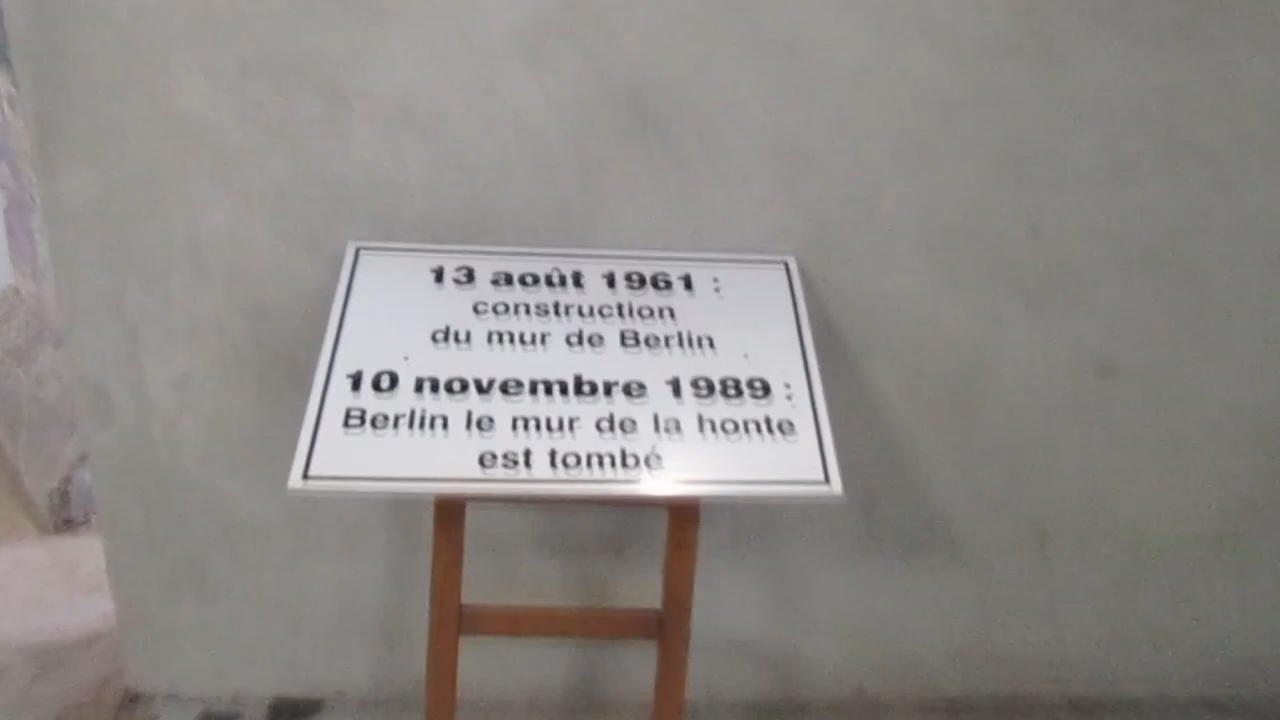 13 août 1961 :
construction
du mur de Berlin
10 novembre 1989 :
Berlin le mur de la honte
est tombé